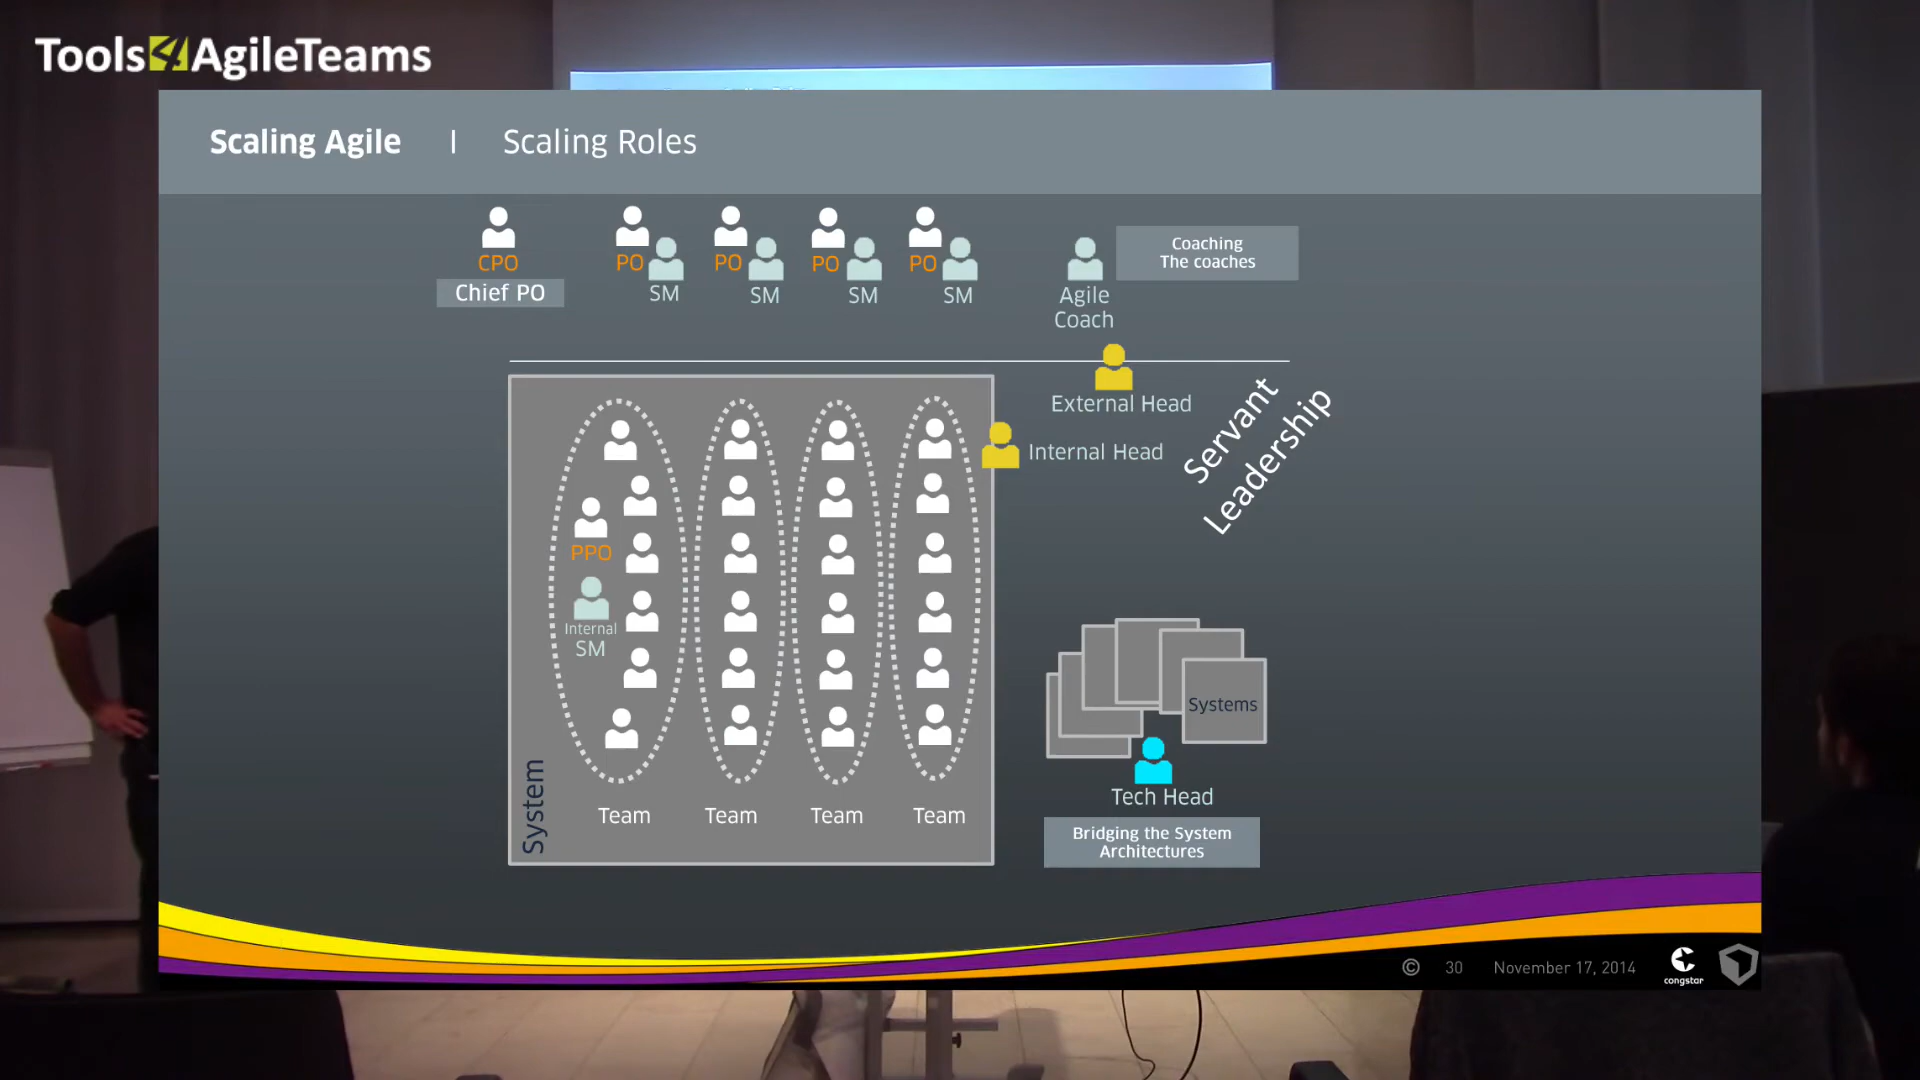 Tools4AgileTeams
Scaling Agile | Scaling Roles
CPO
Chief PO
PO
SM
PO
SM
PO
SM
PO
SM
Agile
Coach
Coaching
The coaches
External Head
Internal Head
Servant
Leadership
PPO
Internal
SM
System
Team
Team
Team
Team
Systems
Tech Head
Bridging the System
Architectures
© 30 November 17, 2014
congstar